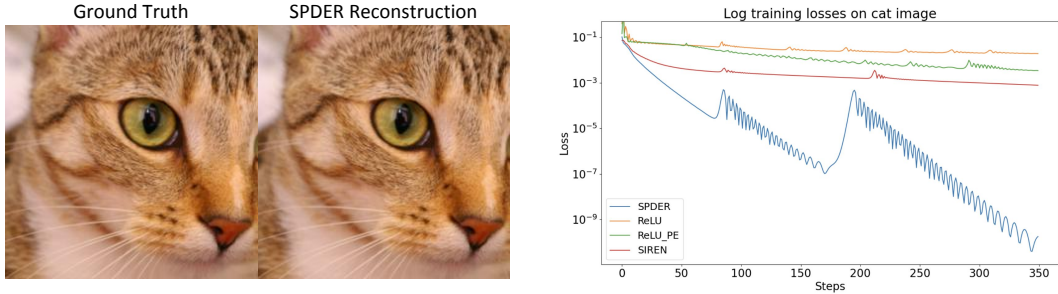 Ground Truth
SPDER Reconstruction
Log training losses on cat image
10⁻¹
10⁻³
10⁻⁵
10⁻⁷
10⁻⁹
Loss
SPDER
ReLU
ReLU_PE
SIREN
0 50 100 150 200 250 300 350
Steps